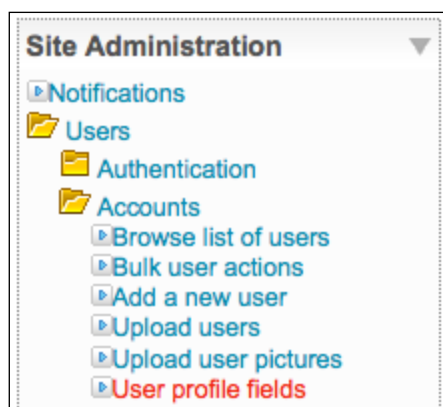 Site Administration
Notifications
Users
Authentication
Accounts
Browse list of users
Bulk user actions
Add a new user
Upload users
Upload user pictures
User profile fields